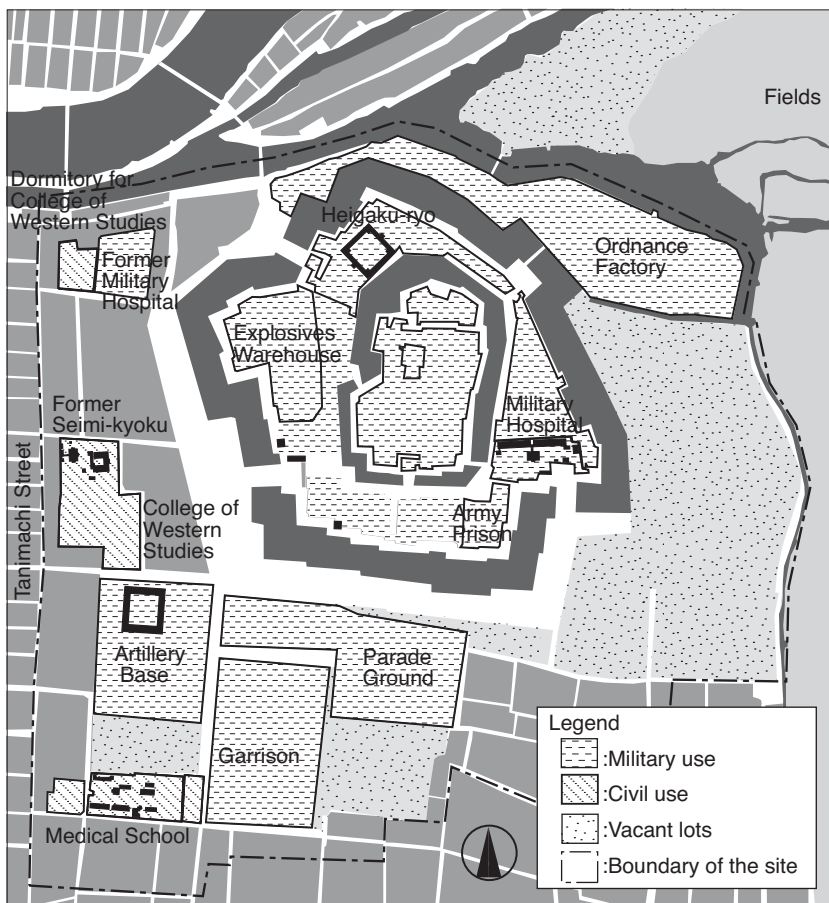 Fields
Dormitory for
College of
Western Studies
Heigaku-ryo
Former
Military
Hospital
Ordnance
Factory
Explosives
Warehouse
Former
Seimi-kyoku
Military
Hospital
Tanimachi Street
College of
Western
Studies
Army
Prison
Artillery
Base
Parade
Ground
Garrison
Medical School
Legend
:Military use
:Civil use
:Vacant lots
:Boundary of the site